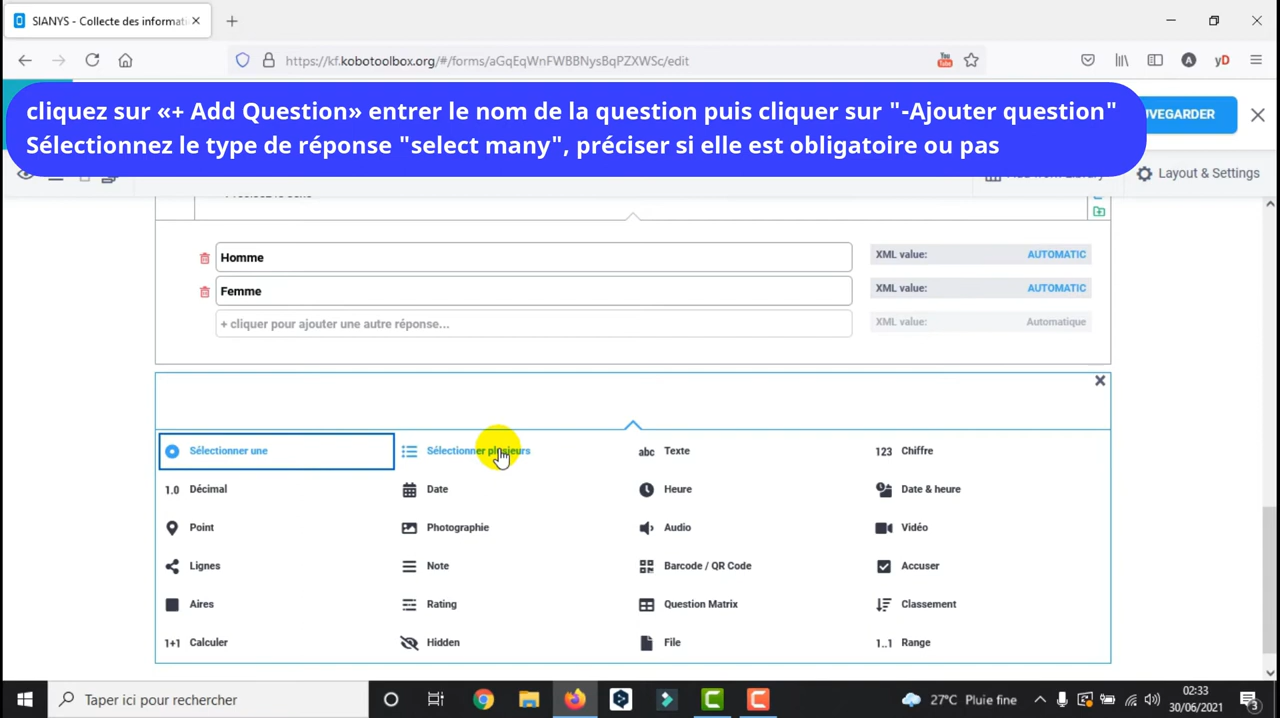 SIANYS - Collecte des informati
https://kf.kobotoolbox.org/#/forms/aGqEqWnFWBBNysBqPZXWSc/edit
You Tube
A
yD
cliquez sur «+ Add Question» entrer le nom de la question puis cliquer sur "-Ajouter question"
Sélectionnez le type de réponse "select many", préciser si elle est obligatoire ou pas
VEGARDER
Layout & Settings
Homme
XML value: AUTOMATIC
Femme
XML value: AUTOMATIC
+ cliquer pour ajouter une autre réponse...
XML value: Automatique
Sélectionner une
Sélectionner plusieurs
abc Texte
123 Chiffre
1.0 Décimal
Date
Heure
Date & heure
Point
Photographie
Audio
Vidéo
Lignes
Note
Barcode / QR Code
Accuser
Aires
Rating
Question Matrix
Classement
1+1 Calculer
Hidden
File
1..1 Range
Taper ici pour rechercher
27°C Pluie fine
02:33
30/06/2021
3